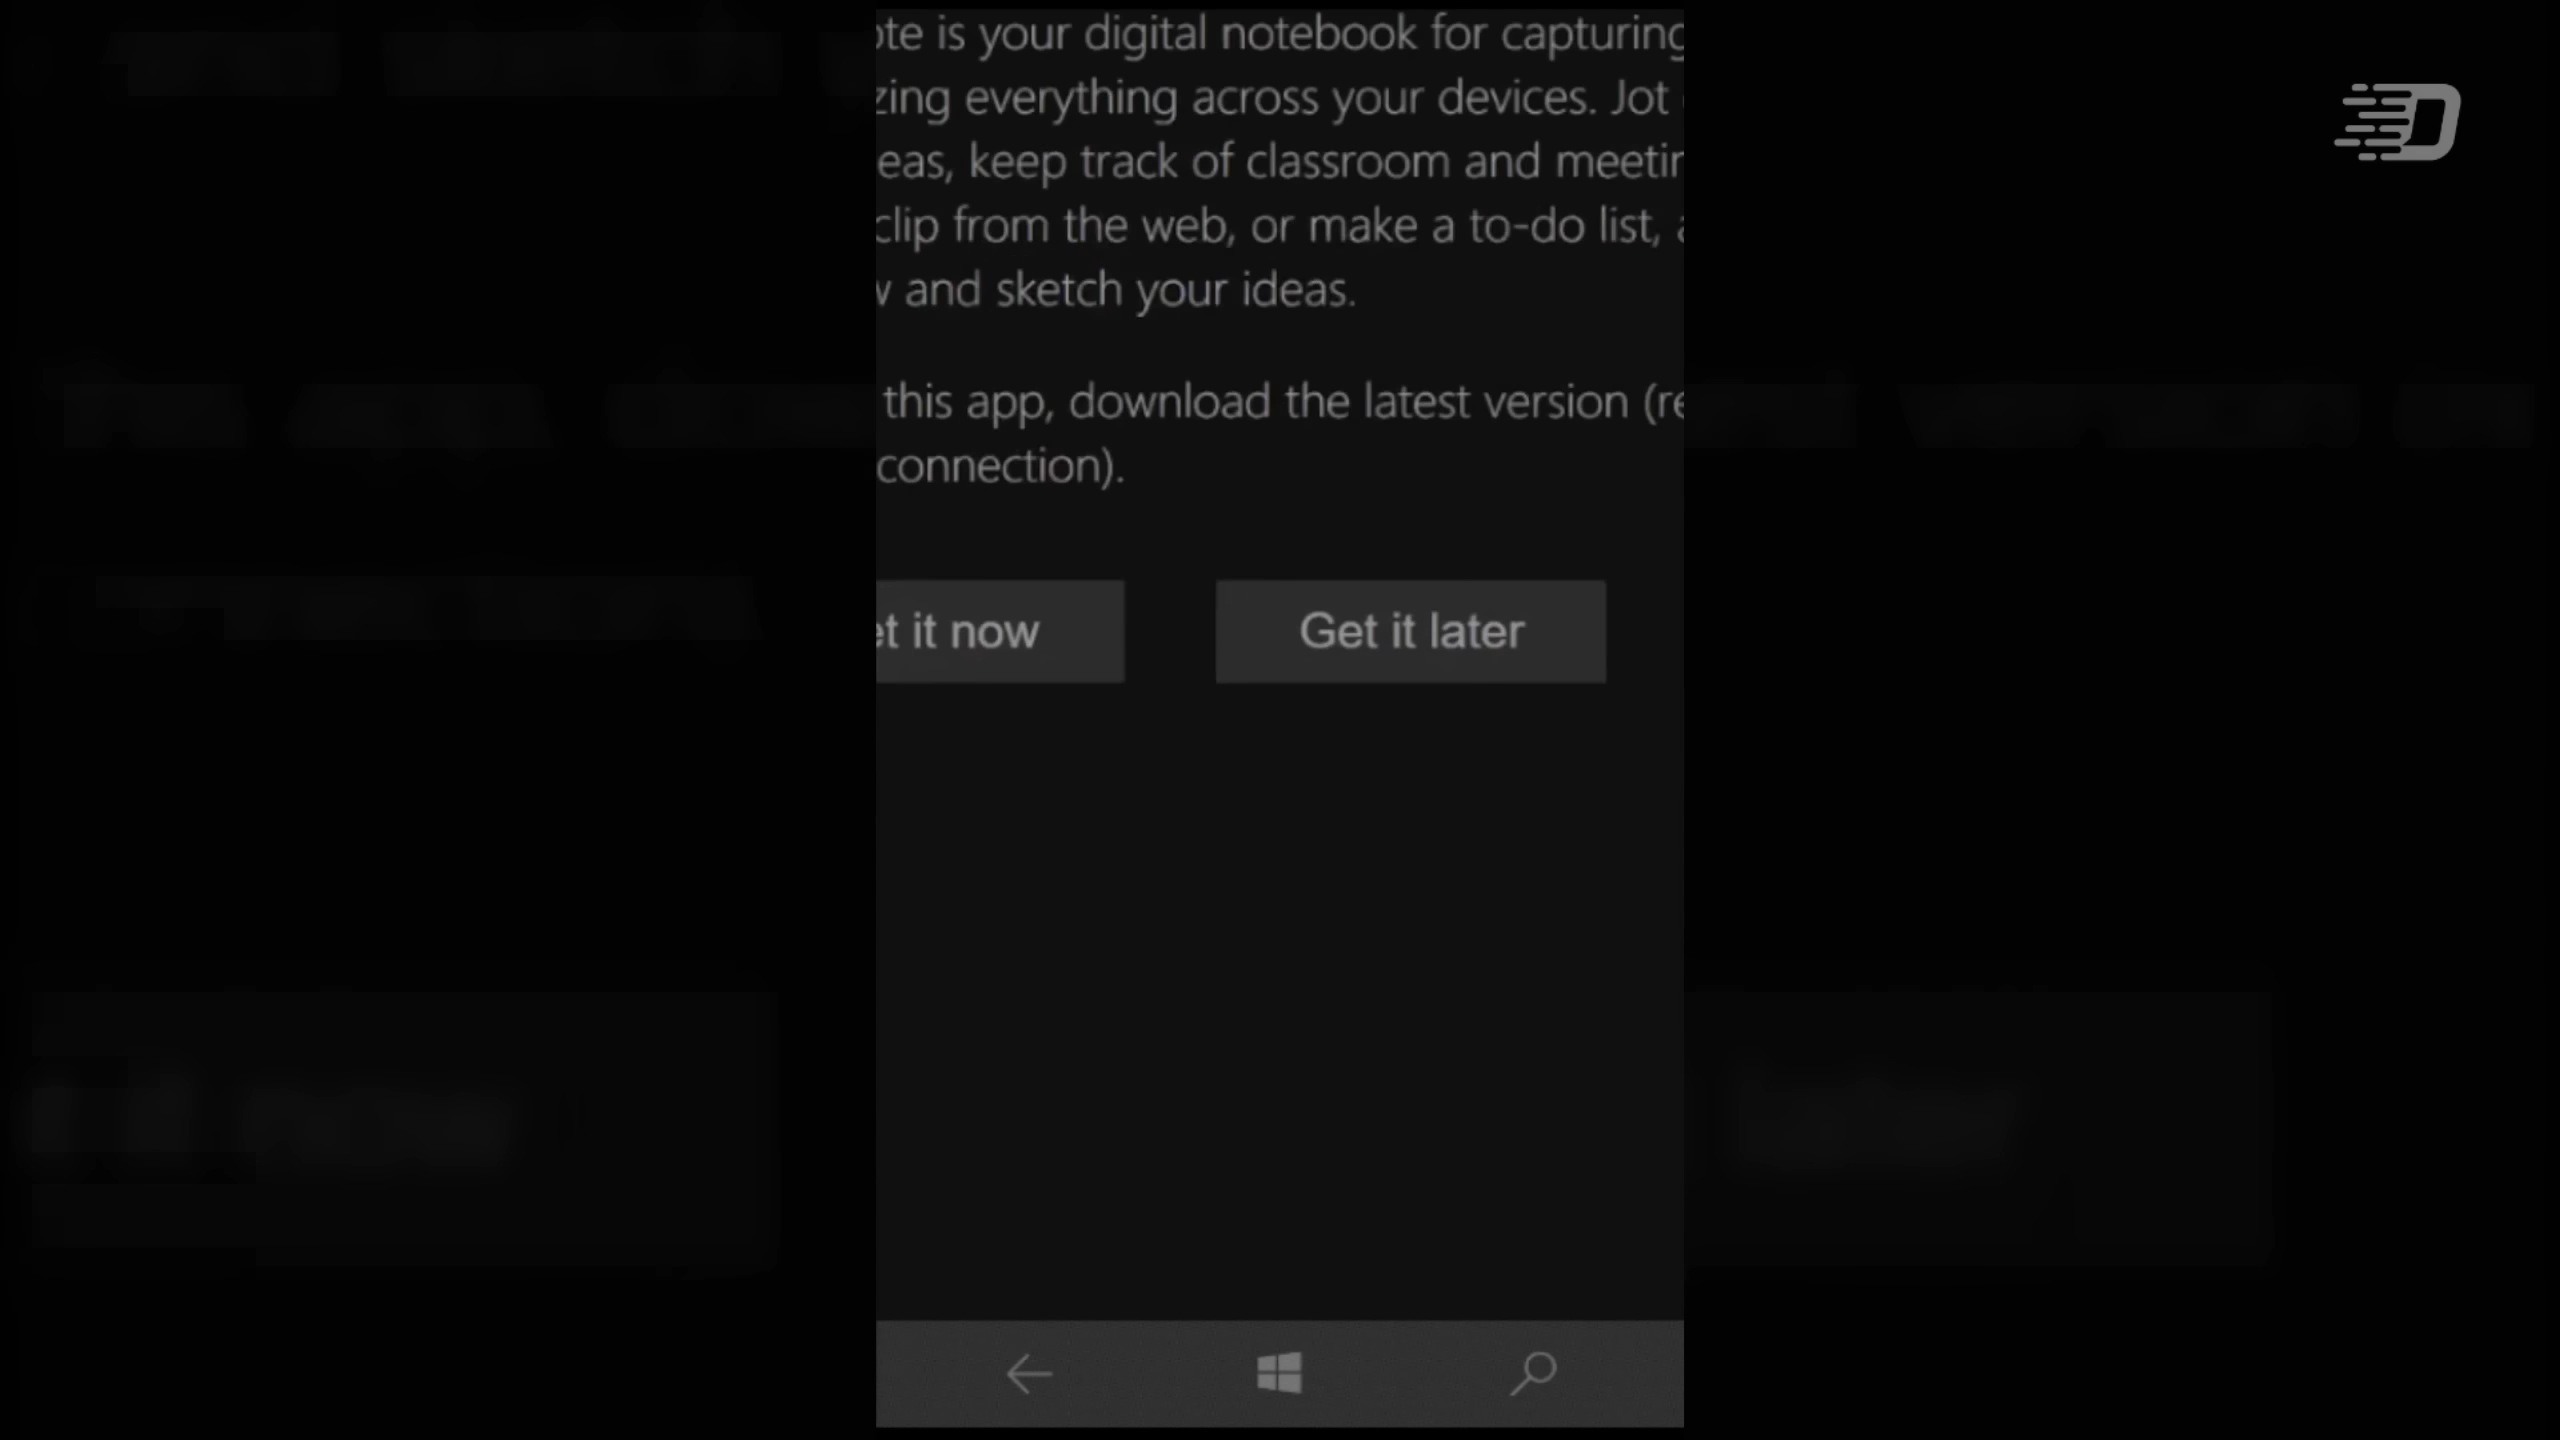 ote is your digital notebook for capturing
zing everything across your devices. Jot
eas, keep track of classroom and meetin
clip from the web, or make a to-do list, a
w and sketch your ideas.
this app, download the latest version (re
connection).
et it now
Get it later